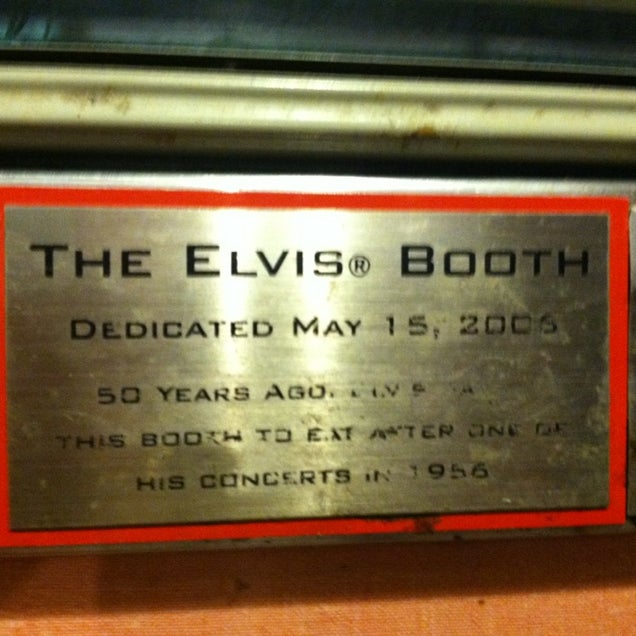 THE ELVIS® BOOTH
DEDICATED MAY 15, 2006
50 YEARS AGO, ELVIS
THIS BOOTH TO EAT AFTER ONE OF
HIS CONCERTS IN 1956